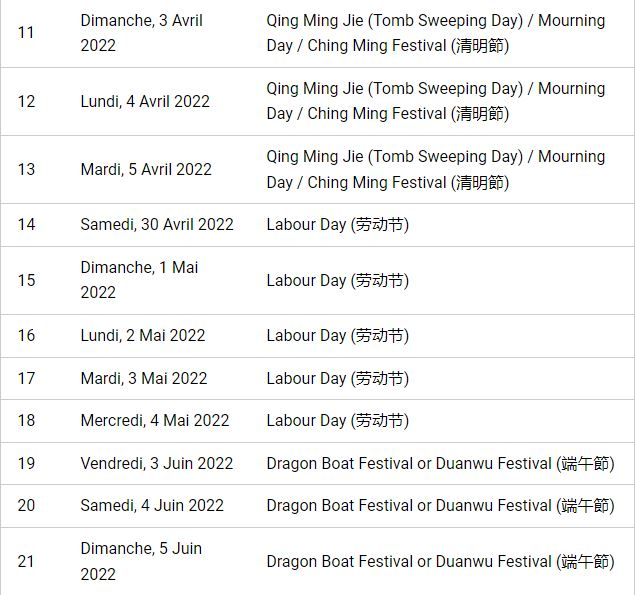 11 Dimanche, 3 Avril 2022 Qing Ming Jie (Tomb Sweeping Day) / Mourning Day / Ching Ming Festival (清明節)
12 Lundi, 4 Avril 2022 Qing Ming Jie (Tomb Sweeping Day) / Mourning Day / Ching Ming Festival (清明節)
13 Mardi, 5 Avril 2022 Qing Ming Jie (Tomb Sweeping Day) / Mourning Day / Ching Ming Festival (清明節)
14 Samedi, 30 Avril 2022 Labour Day (劳动节)
15 Dimanche, 1 Mai 2022 Labour Day (劳动节)
16 Lundi, 2 Mai 2022 Labour Day (劳动节)
17 Mardi, 3 Mai 2022 Labour Day (劳动节)
18 Mercredi, 4 Mai 2022 Labour Day (劳动节)
19 Vendredi, 3 Juin 2022 Dragon Boat Festival or Duanwu Festival (端午節)
20 Samedi, 4 Juin 2022 Dragon Boat Festival or Duanwu Festival (端午節)
21 Dimanche, 5 Juin 2022 Dragon Boat Festival or Duanwu Festival (端午節)